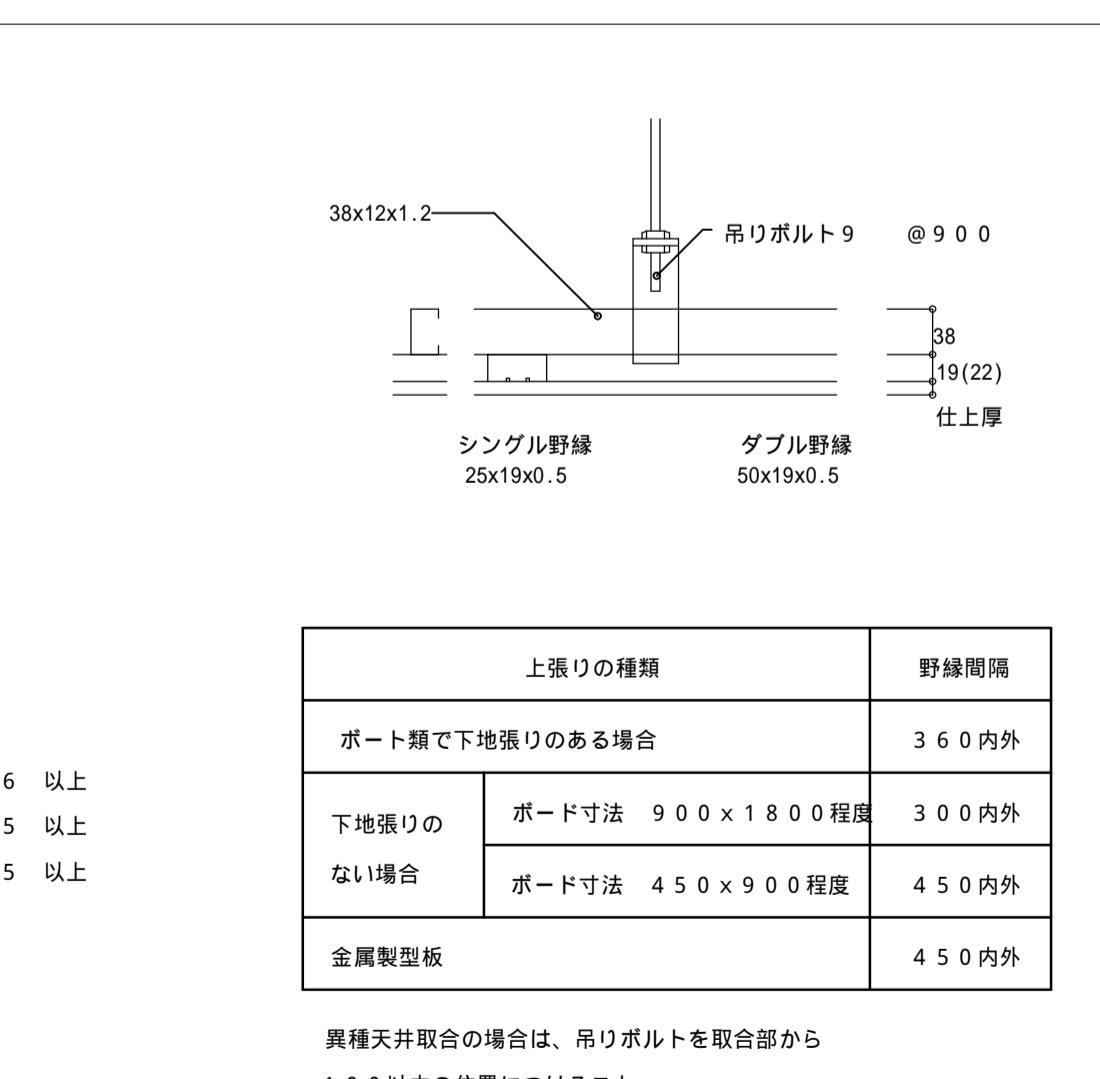 38x12x1.2
吊りボルト9 @900
38
19(22)
仕上厚
シングル野縁 ダブル野縁
25x19x0.5 50x19x0.5
上張りの種類 野縁間隔
ボート類で下地張りのある場合 360内外
下地張りの
ない場合
ボード寸法 900x1800程度 300内外
ボード寸法 450x900程度 450内外
金属製型板 450内外
6 以上
5 以上
5 以上
異種天井取合の場合は、吊りボルトを取合部から